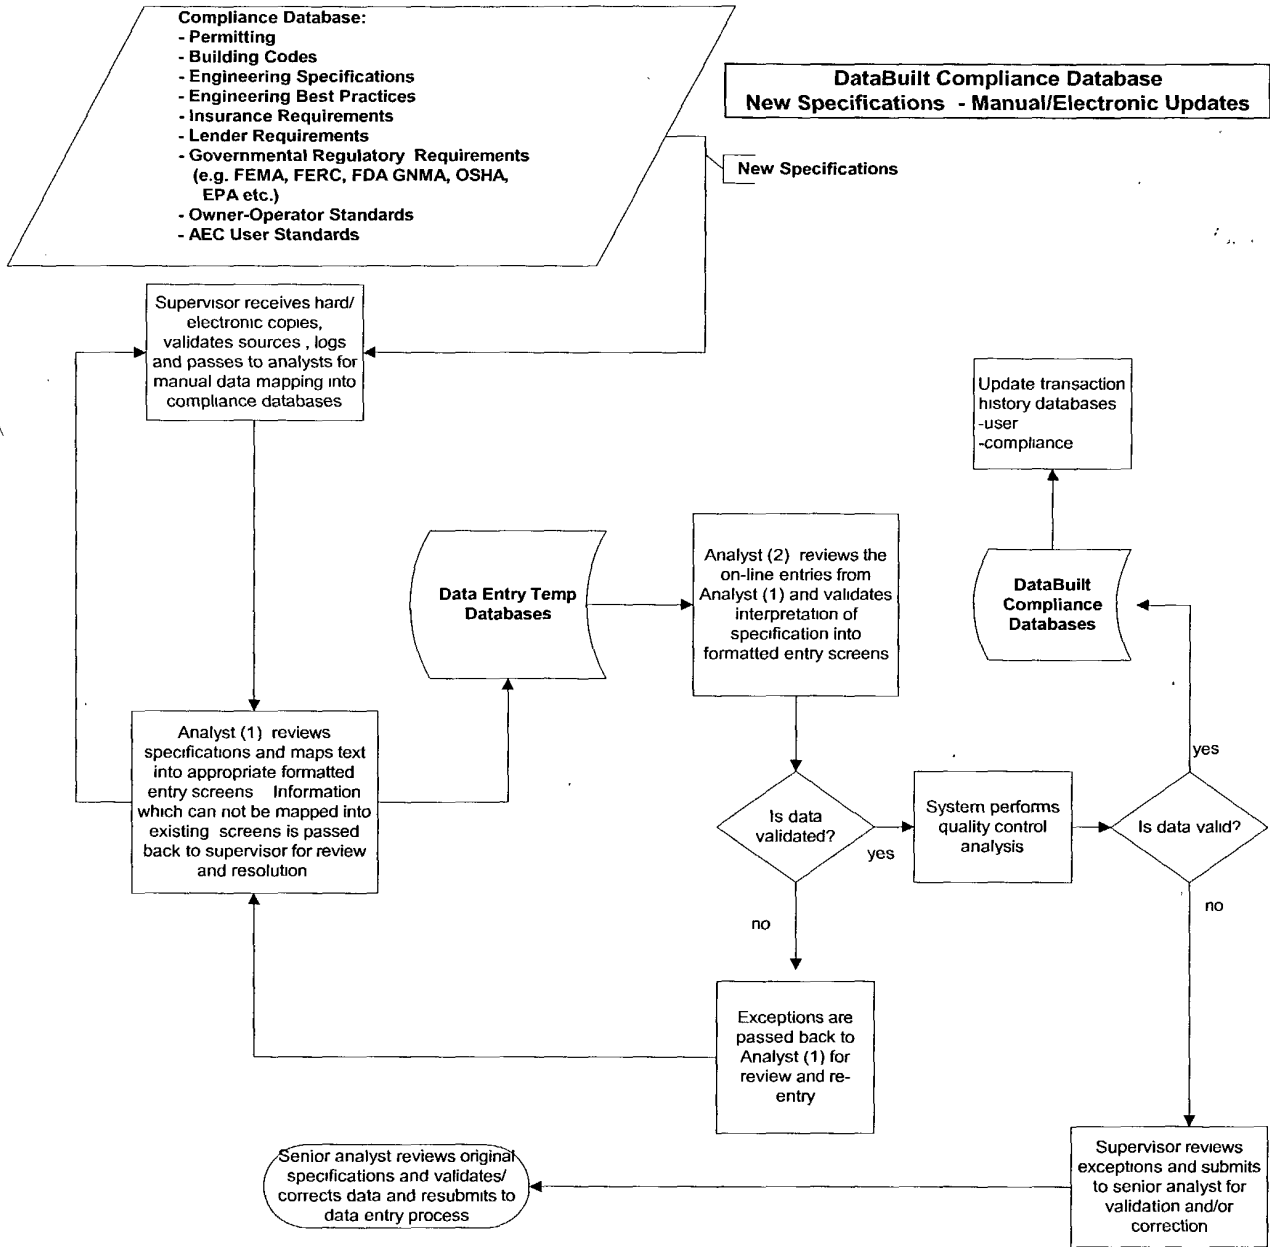 Compliance Database:
- Permitting
- Building Codes
- Engineering Specifications
- Engineering Best Practices
- Insurance Requirements
- Lender Requirements
- Governmental Regulatory Requirements
(e.g. FEMA, FERC, FDA GNMA, OSHA,
EPA etc.)
- Owner-Operator Standards
- AEC User Standards
DataBuilt Compliance Database
New Specifications - Manual/Electronic Updates
New Specifications
Supervisor receives hard/
electronic copies,
validates sources , logs
and passes to analysts for
manual data mapping into
compliance databases
Update transaction
history databases
-user
-compliance
Data Entry Temp
Databases
Analyst (2) reviews the
on-line entries from
Analyst (1) and validates
interpretation of
specification into
formatted entry screens
DataBuilt
Compliance
Databases
Analyst (1) reviews
specifications and maps text
into appropriate formatted
entry screens Information
which can not be mapped into
existing screens is passed
back to supervisor for review
and resolution
Is data
validated?
yes
System performs
quality control
analysis
Is data valid?
yes
no
no
Exceptions are
passed back to
Analyst (1) for
review and re-
entry
Senior analyst reviews original
specifications and validates/
corrects data and resubmits to
data entry process
Supervisor reviews
exceptions and submits
to senior analyst for
validation and/or
correction